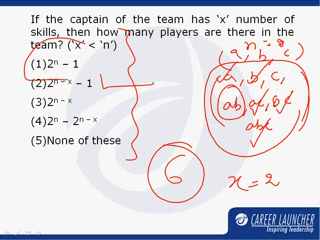 If the captain of the team has ‘x’ number of
skills, then how many players are there in the
team? (‘x’ < ‘n’)
(1)2ⁿ – 1
(2)2ⁿ ⁻ ˣ – 1
(3)2ⁿ ⁻ ˣ
(4)2ⁿ – 2ⁿ ⁻ ˣ
(5)None of these
(a, b, c)
a, b, c,
ab,
abc
6
x = 2
CAREER LAUNCHER
Inspiring leadership